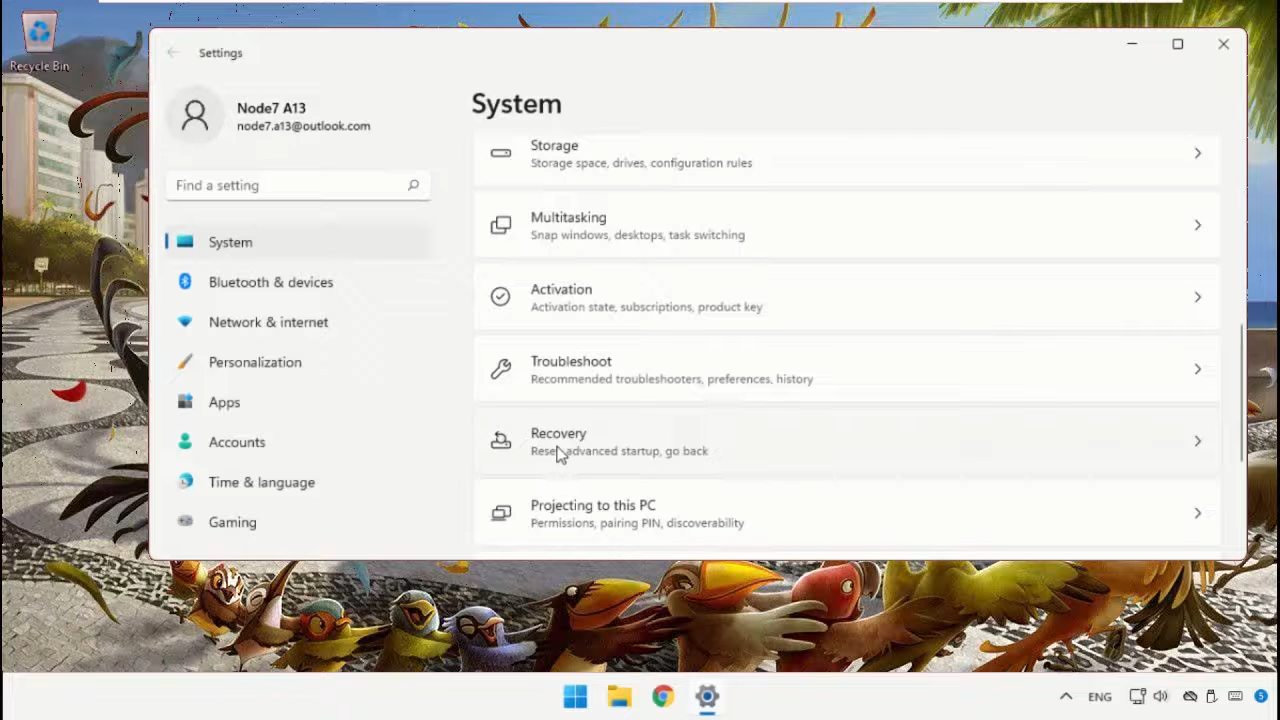 Recycle Bin
Settings
Node7 A13
node7.a13@outlook.com
Find a setting
System
Bluetooth & devices
Network & internet
Personalization
Apps
Accounts
Time & language
Gaming
System
Storage
Storage space, drives, configuration rules
Multitasking
Snap windows, desktops, task switching
Activation
Activation state, subscriptions, product key
Troubleshoot
Recommended troubleshooters, preferences, history
Recovery
Reset, advanced startup, go back
Projecting to this PC
Permissions, pairing PIN, discoverability
ENG
5